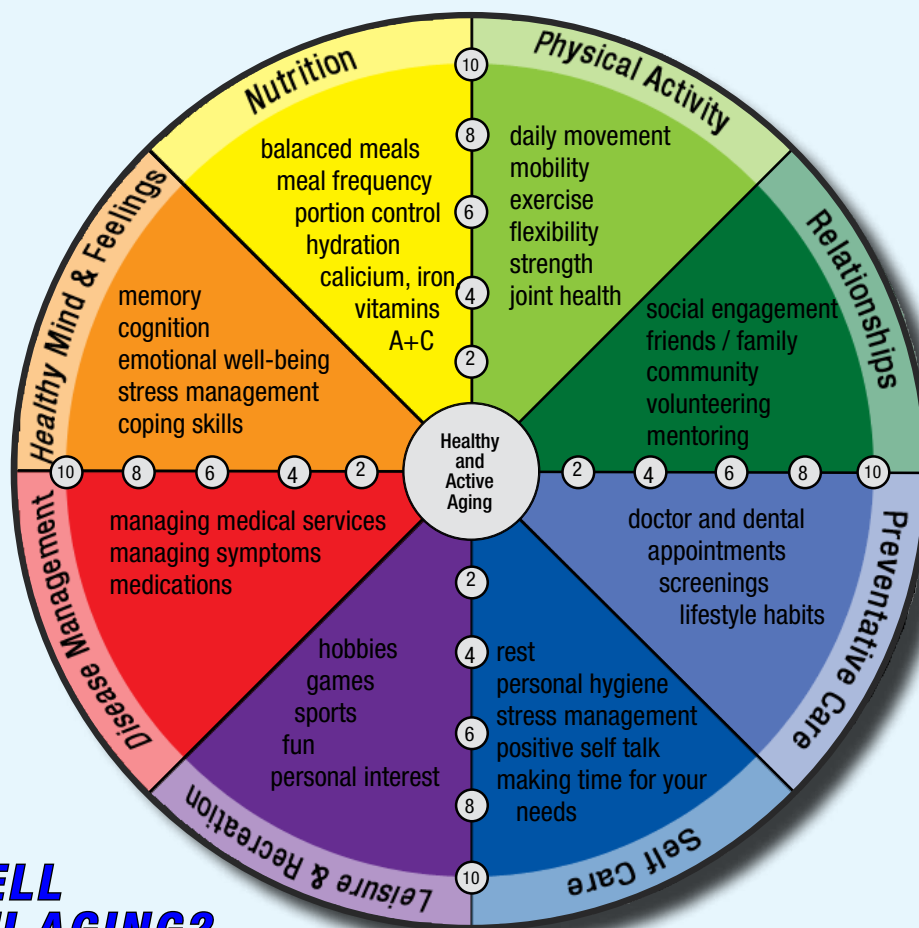 Nutrition
balanced meals
meal frequency
portion control
hydration
calicium, iron,
vitamins
A+C
Physical Activity
daily movement
mobility
exercise
flexibility
strength
joint health
Relationships
social engagement
friends / family
community
volunteering
mentoring
Preventative Care
doctor and dental
appointments
screenings
lifestyle habits
Self Care
rest
personal hygiene
stress management
positive self talk
making time for your
needs
Leisure & Recreation
hobbies
games
sports
fun
personal interest
Disease Management
managing medical services
managing symptoms
medications
Healthy Mind & Feelings
memory
cognition
emotional well-being
stress management
coping skills
Healthy
and
Active
Aging
10
8
6
4
2
10
8
6
4
2
2
4
6
8
10
2
4
6
8
10
ELL
AGING?